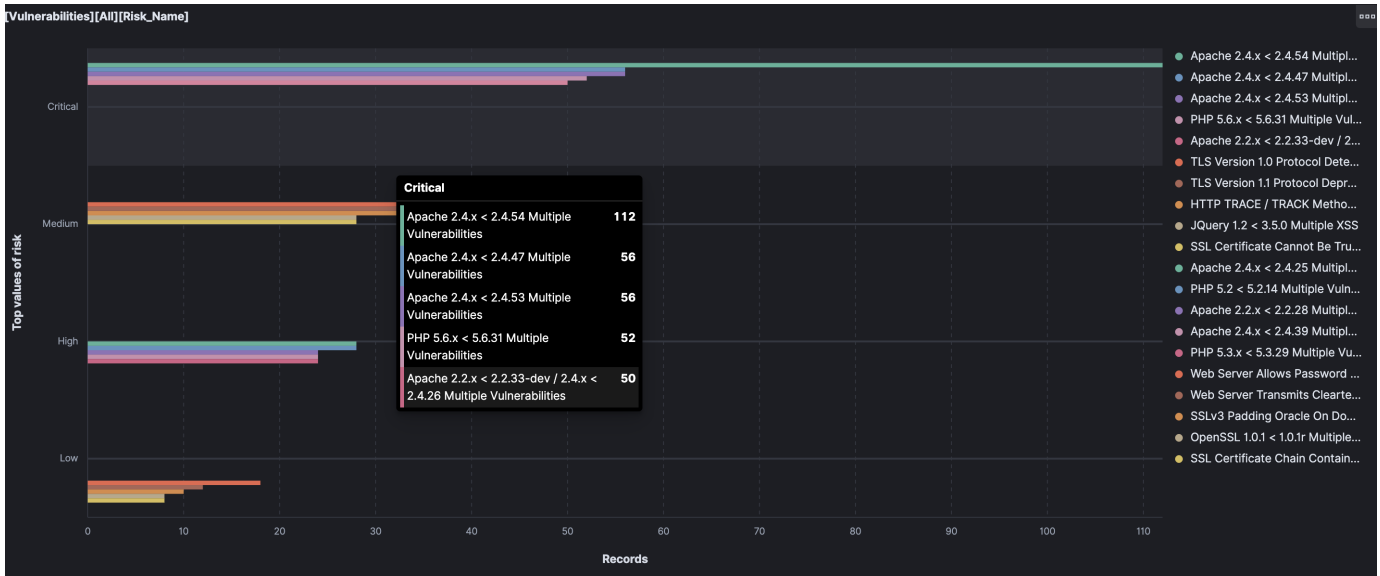 [Vulnerabilities][All][Risk_Name]
Critical
Medium
High
Low
Top values of risk
0 10 20 30 40 50 60 70 80 90 100 110
Records
Critical
Apache 2.4.x < 2.4.54 Multiple 112
Vulnerabilities
Apache 2.4.x < 2.4.47 Multiple 56
Vulnerabilities
Apache 2.4.x < 2.4.53 Multiple 56
Vulnerabilities
PHP 5.6.x < 5.6.31 Multiple 52
Vulnerabilities
Apache 2.2.x < 2.2.33-dev / 2.4.x < 50
2.4.26 Multiple Vulnerabilities
Apache 2.4.x < 2.4.54 Multipl...
Apache 2.4.x < 2.4.47 Multipl...
Apache 2.4.x < 2.4.53 Multipl...
PHP 5.6.x < 5.6.31 Multiple Vul...
Apache 2.2.x < 2.2.33-dev / 2...
TLS Version 1.0 Protocol Dete...
TLS Version 1.1 Protocol Depr...
HTTP TRACE / TRACK Metho...
JQuery 1.2 < 3.5.0 Multiple XSS
SSL Certificate Cannot Be Tru...
Apache 2.4.x < 2.4.25 Multipl...
PHP 5.2 < 5.2.14 Multiple Vuln...
Apache 2.2.x < 2.2.28 Multipl...
Apache 2.4.x < 2.4.39 Multipl...
PHP 5.3.x < 5.3.29 Multiple Vu...
Web Server Allows Password ...
Web Server Transmits Clearte...
SSLv3 Padding Oracle On Do...
OpenSSL 1.0.1 < 1.0.1r Multiple...
SSL Certificate Chain Contain...